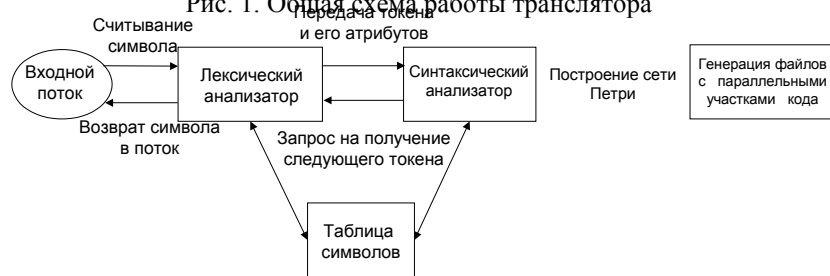 Рис. 1. Общая схема работы транслятора
Считывание
символа
Передача токена
и его атрибутов
Входной
поток
Лексический
анализатор
Синтаксический
анализатор
Построение сети
Петри
Генерация файлов
с параллельными
участками кода
Возврат символа
в поток
Запрос на получение
следующего токена
Таблица
символов